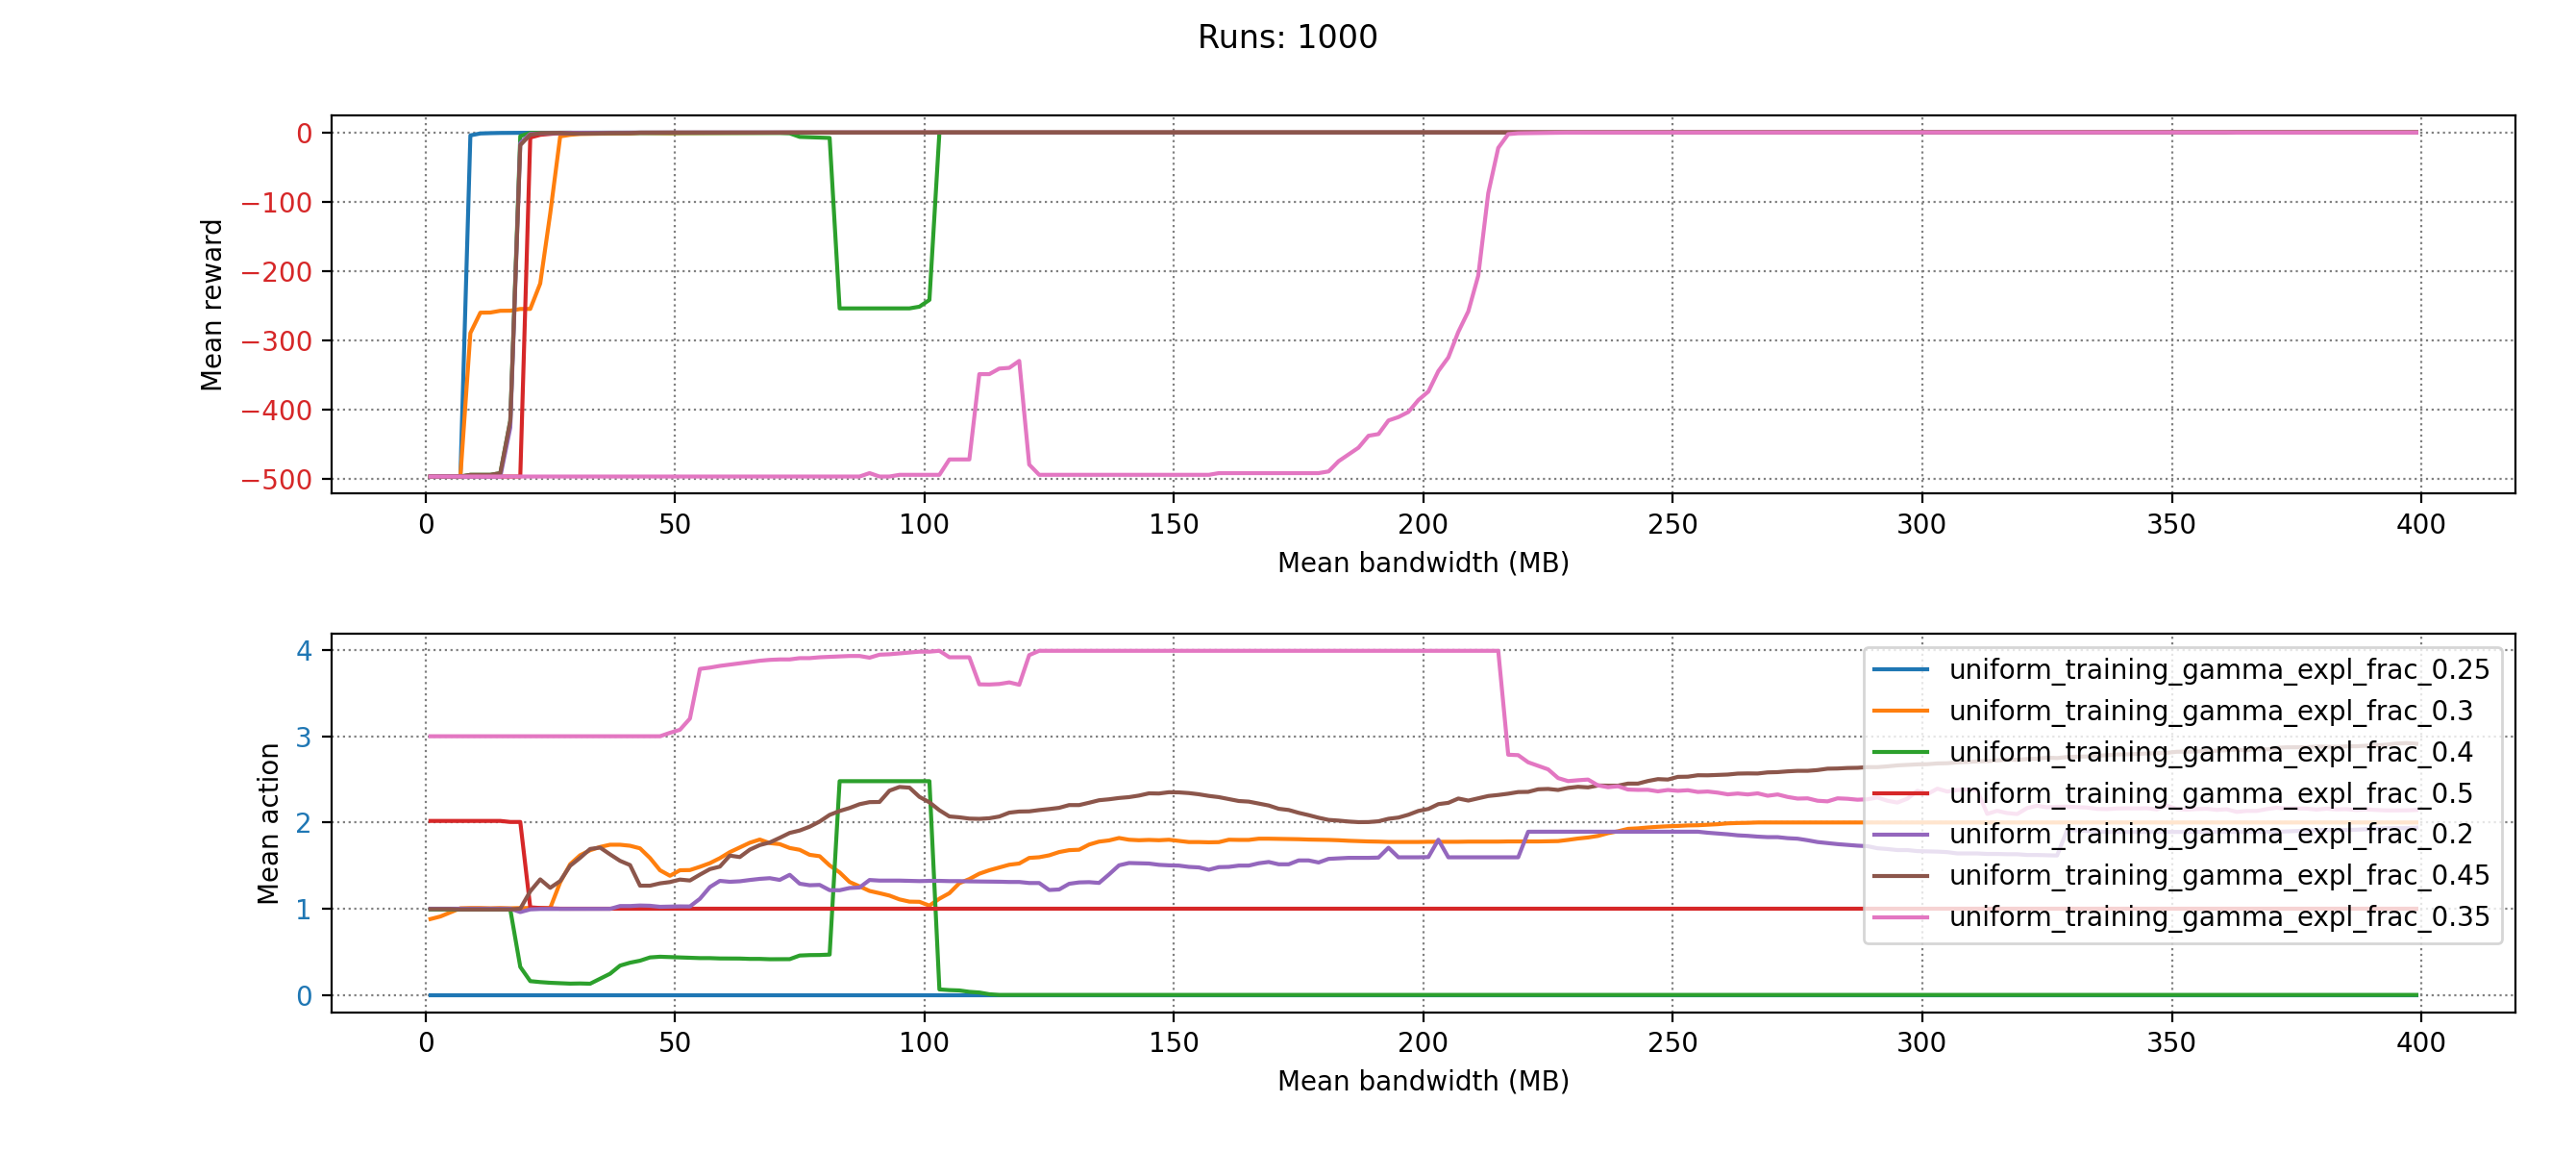 Runs: 1000
0
−100
−200
−300
−400
−500
Mean reward
0 50 100 150 200 250 300 350 400
Mean bandwidth (MB)
4
3
2
1
0
Mean action
uniform_training_gamma_expl_frac_0.25
uniform_training_gamma_expl_frac_0.3
uniform_training_gamma_expl_frac_0.4
uniform_training_gamma_expl_frac_0.5
uniform_training_gamma_expl_frac_0.2
uniform_training_gamma_expl_frac_0.45
uniform_training_gamma_expl_frac_0.35
0 50 100 150 200 250 300 350 400
Mean bandwidth (MB)